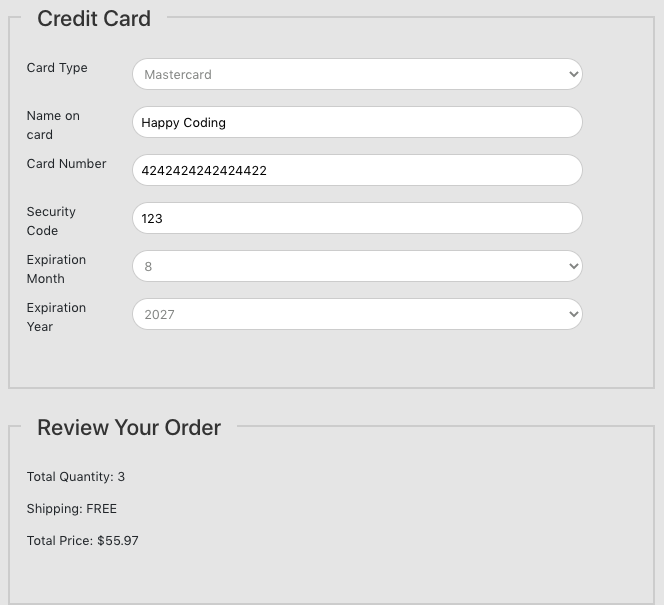 Credit Card
Card Type
Mastercard
Name on
card
Happy Coding
Card Number
4242424242424422
Security
Code
123
Expiration
Month
8
Expiration
Year
2027
Review Your Order
Total Quantity: 3
Shipping: FREE
Total Price: $55.97